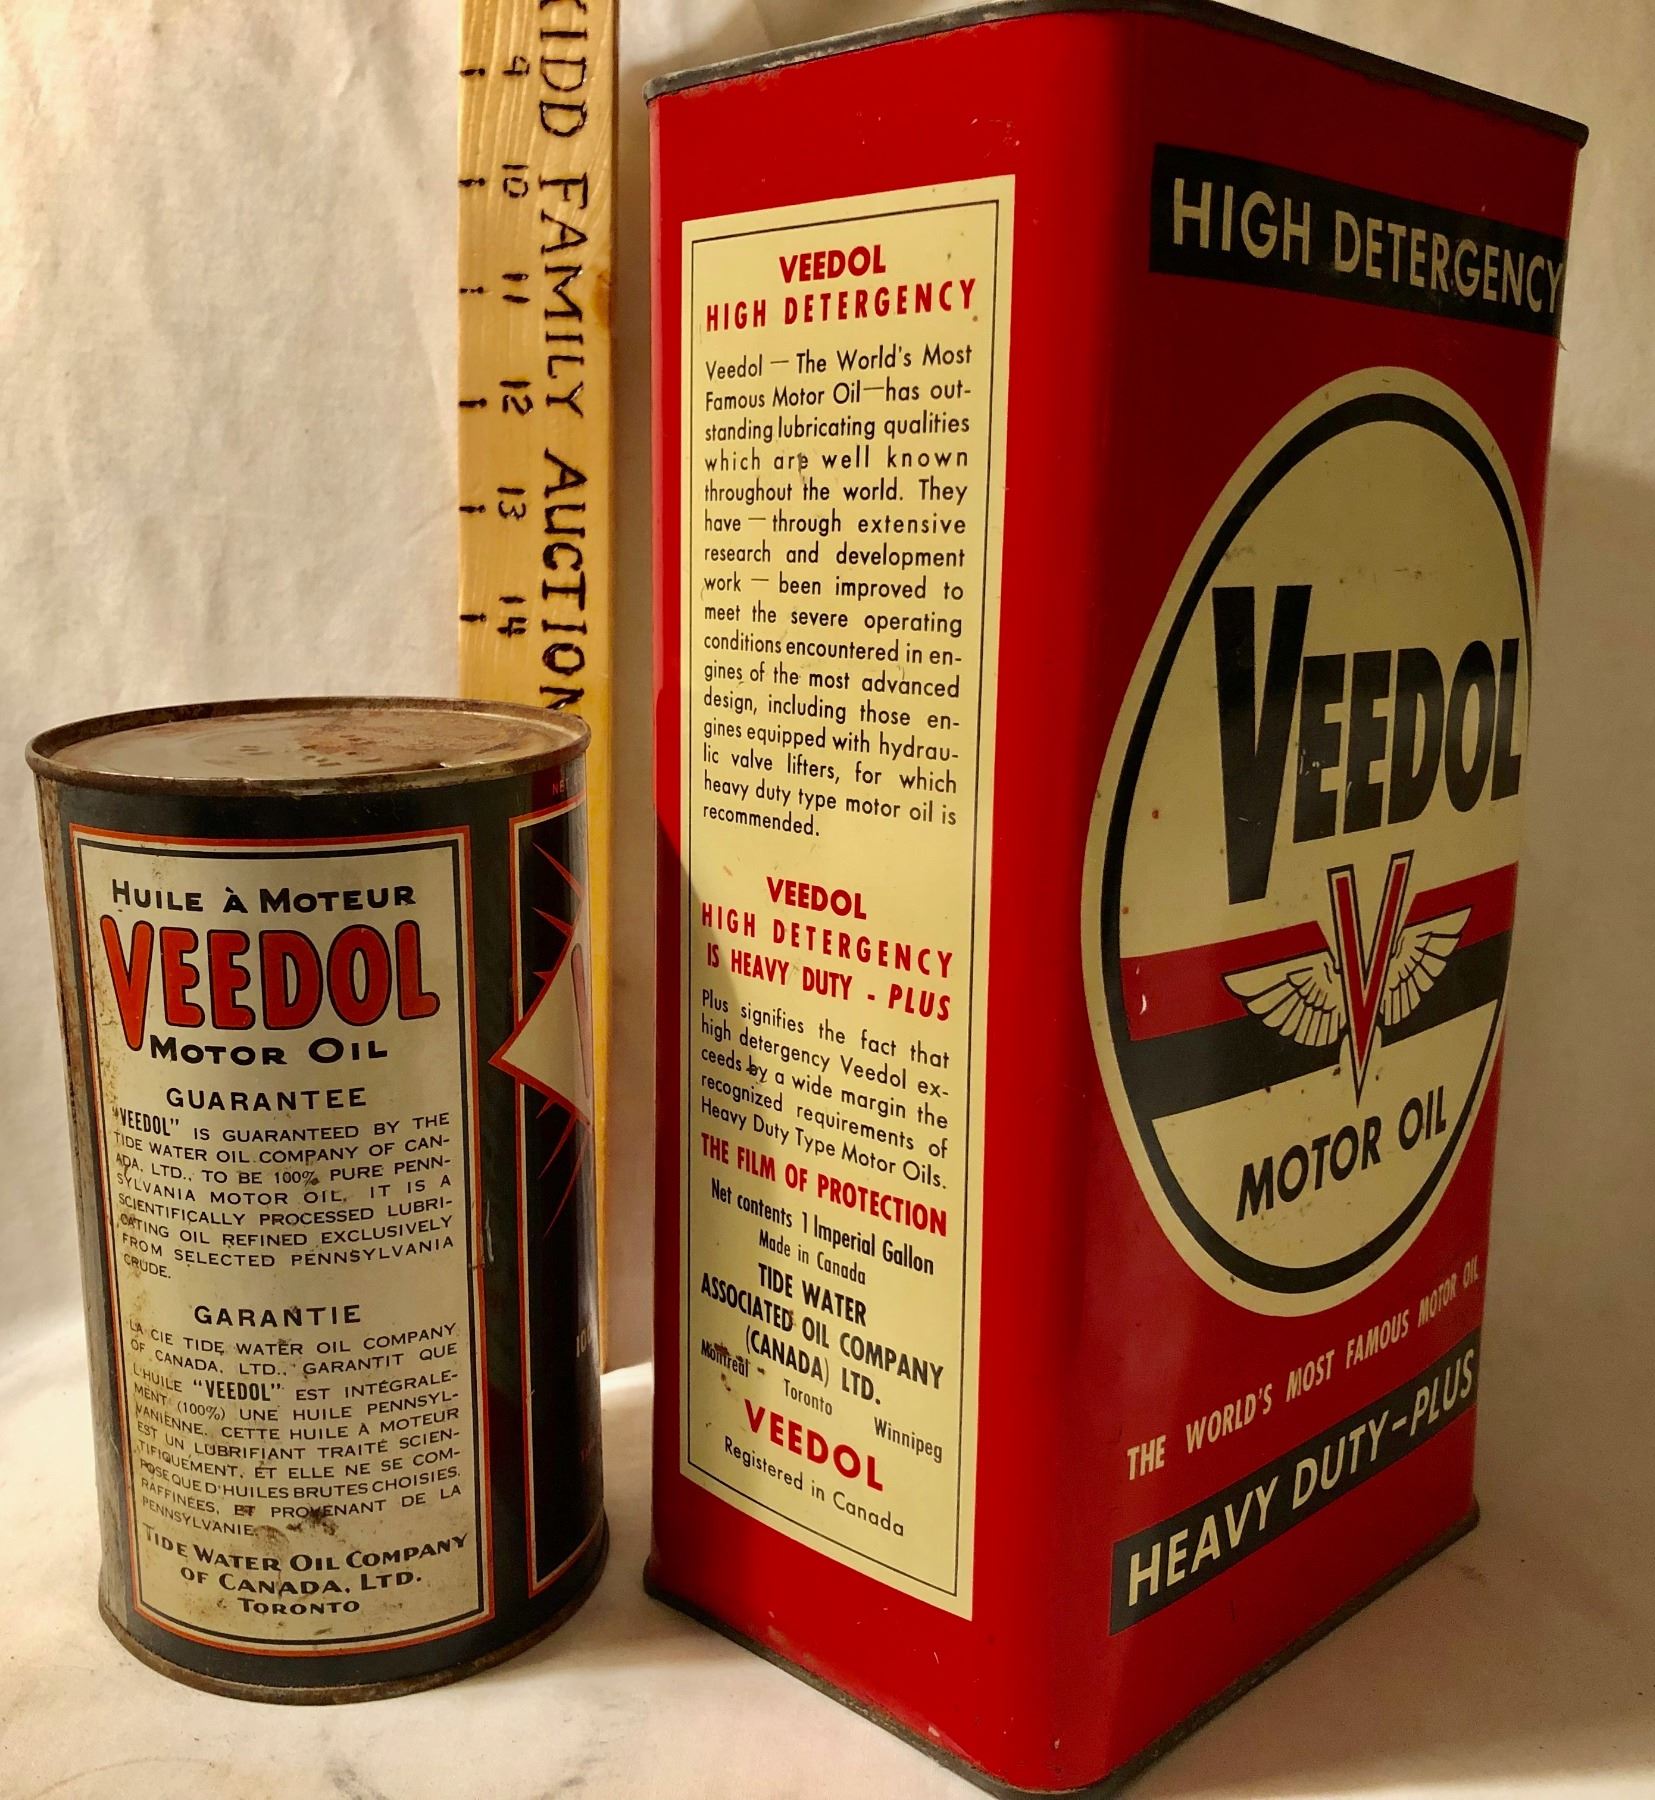 KIDD FAMILY AUCTION
9
10
11
12
13
14
HUILE À MOTEUR
VEEDOL
MOTOR OIL
GUARANTEE
"VEEDOL" IS GUARANTEED BY THE
TIDE WATER OIL COMPANY OF CAN-
ADA, LTD., TO BE 100% PURE PENN-
SYLVANIA MOTOR OIL. IT IS A
SCIENTIFICALLY PROCESSED LUBRI-
CATING OIL REFINED EXCLUSIVELY
FROM SELECTED PENNSYLVANIA
CRUDE.
GARANTIE
LA CIE TIDE WATER OIL COMPANY
OF CANADA, LTD., GARANTIT QUE
L'HUILE "VEEDOL" EST INTÉGRALE-
MENT (100%) UNE HUILE PENNSYL-
VANIENNE. CETTE HUILE À MOTEUR
EST UN LUBRIFIANT TRAITÉ SCIEN-
TIFIQUEMENT, ET ELLE NE SE COM-
POSE QUE D'HUILES BRUTES CHOISIES,
RAFFINÉES, ET PROVENANT DE LA
PENNSYLVANIE.
TIDE WATER OIL COMPANY
OF CANADA, LTD.
TORONTO
VEEDOL
HIGH DETERGENCY
Veedol — The World's Most
Famous Motor Oil—has out-
standing lubricating qualities
which are well known
throughout the world. They
have — through extensive
research and development
work — been improved to
meet the severe operating
conditions encountered in en-
gines of the most advanced
design, including those en-
gines equipped with hydrau-
lic valve lifters, for which
heavy duty type motor oil is
recommended.
VEEDOL
HIGH DETERGENCY
IS HEAVY DUTY - PLUS
Plus signifies the fact that
high detergency Veedol ex-
ceeds by a wide margin the
recognized requirements of
Heavy Duty Type Motor Oils.
THE FILM OF PROTECTION
Net contents 1 Imperial Gallon
Made in Canada
TIDE WATER
ASSOCIATED OIL COMPANY
(CANADA) LTD.
Montreal - Toronto Winnipeg
VEEDOL
Registered in Canada
HIGH DETERGENCY
VEEDOL
V
MOTOR OIL
THE WORLD'S MOST FAMOUS MOTOR OIL
HEAVY DUTY-PLUS